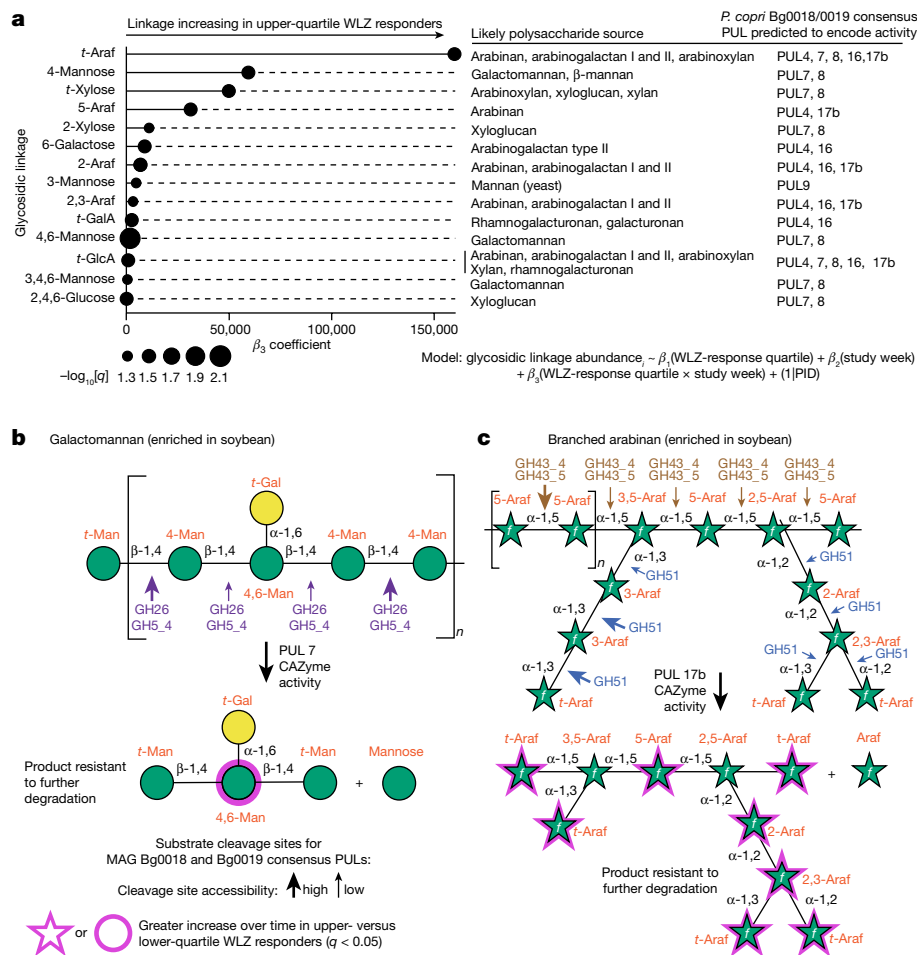 a
Linkage increasing in upper-quartile WLZ responders
Likely polysaccharide source
P. copri Bg0018/0019 consensus
PUL predicted to encode activity
Glycosidic linkage
t-Araf Arabinan, arabinogalactan I and II, arabinoxylan PUL4, 7, 8, 16,17b
4-Mannose Galactomannan, β-mannan PUL7, 8
t-Xylose Arabinoxylan, xyloglucan, xylan PUL7, 8
5-Araf Arabinan PUL4, 17b
2-Xylose Xyloglucan PUL7, 8
6-Galactose Arabinogalactan type II PUL4, 16
2-Araf Arabinan, arabinogalactan I and II PUL4, 16, 17b
3-Mannose Mannan (yeast) PUL9
2,3-Araf Arabinan, arabinogalactan I and II PUL4, 16, 17b
t-GalA Rhamnogalacturonan, galacturonan PUL4, 16
4,6-Mannose Galactomannan PUL7, 8
t-GlcA Arabinan, arabinogalactan I and II, arabinoxylan PUL4, 7, 8, 16, 17b
Xylan, rhamnogalacturonan
3,4,6-Mannose Galactomannan PUL7, 8
2,4,6-Glucose Xyloglucan PUL7, 8
0 50,000 100,000 150,000
β3 coefficient
–log10[q] 1.3 1.5 1.7 1.9 2.1
Model: glycosidic linkage abundancei ~ β1(WLZ-response quartile) + β2(study week)
+ β3(WLZ-response quartile × study week) + (1|PID)
b Galactomannan (enriched in soybean)
t-Gal
α-1,6
t-Man 4-Man 4-Man 4-Man
β-1,4 β-1,4 β-1,4 β-1,4
4,6-Man
GH26 GH26 GH26 GH26
GH5_4 GH5_4 GH5_4 GH5_4
n
PUL 7
CAZyme
activity
t-Gal
t-Man α-1,6 t-Man Mannose
β-1,4 β-1,4
+
4,6-Man
Product resistant
to further
degradation
Substrate cleavage sites for
MAG Bg0018 and Bg0019 consensus PULs:
Cleavage site accessibility: high low
or Greater increase over time in upper- versus
lower-quartile WLZ responders (q < 0.05)
c Branched arabinan (enriched in soybean)
GH43_4 GH43_4 GH43_4 GH43_4 GH43_4
GH43_5 GH43_5 GH43_5 GH43_5 GH43_5
5-Araf 5-Araf 3,5-Araf 5-Araf 2,5-Araf 5-Araf
α-1,5 α-1,5 α-1,5 α-1,5 α-1,5
f f f f f f
n
α-1,3 α-1,2
GH51 GH51
f 3-Araf f 2-Araf
α-1,3 GH51 α-1,2 GH51
f 3-Araf f 2,3-Araf
α-1,3 GH51 GH51 GH51
α-1,3 α-1,2
f t-Araf t-Araf f f t-Araf
PUL 17b
CAZyme
activity
t-Araf 3,5-Araf 5-Araf 2,5-Araf t-Araf Araf
α-1,5 α-1,5 α-1,5
f f f f f + f
α-1,3 α-1,2
f t-Araf f 2-Araf
α-1,2
f 2,3-Araf
α-1,3 α-1,2
t-Araf f f t-Araf
Product resistant to
further degradation